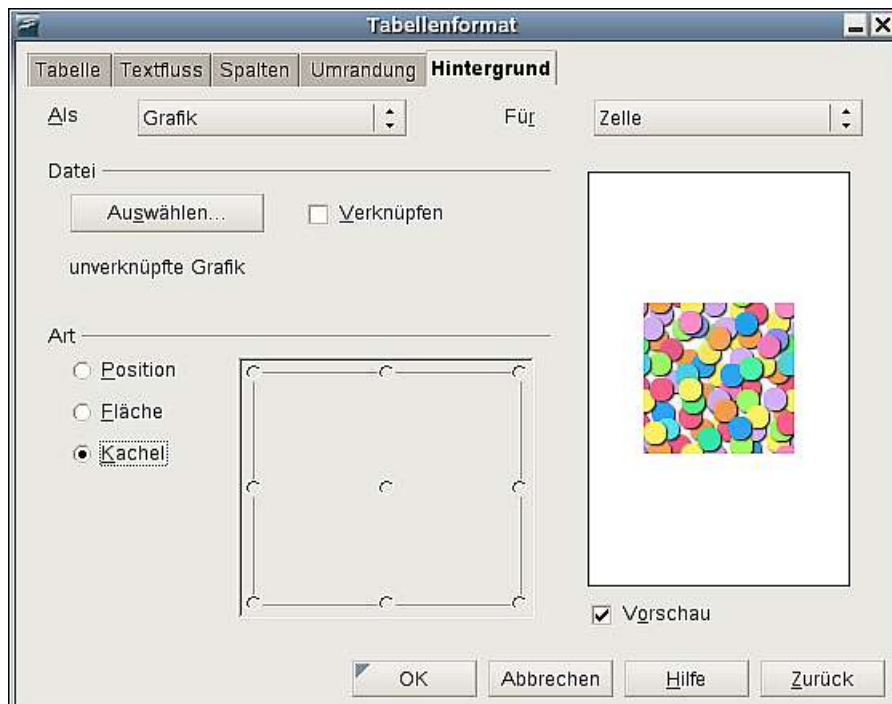 Tabellenformat
Tabelle Textfluss Spalten Umrandung Hintergrund
Als Grafik Für Zelle
Datei
Auswählen... Verknüpfen
unverknüpfte Grafik
Art
Position
Fläche
Kachel
Vorschau
OK Abbrechen Hilfe Zurück